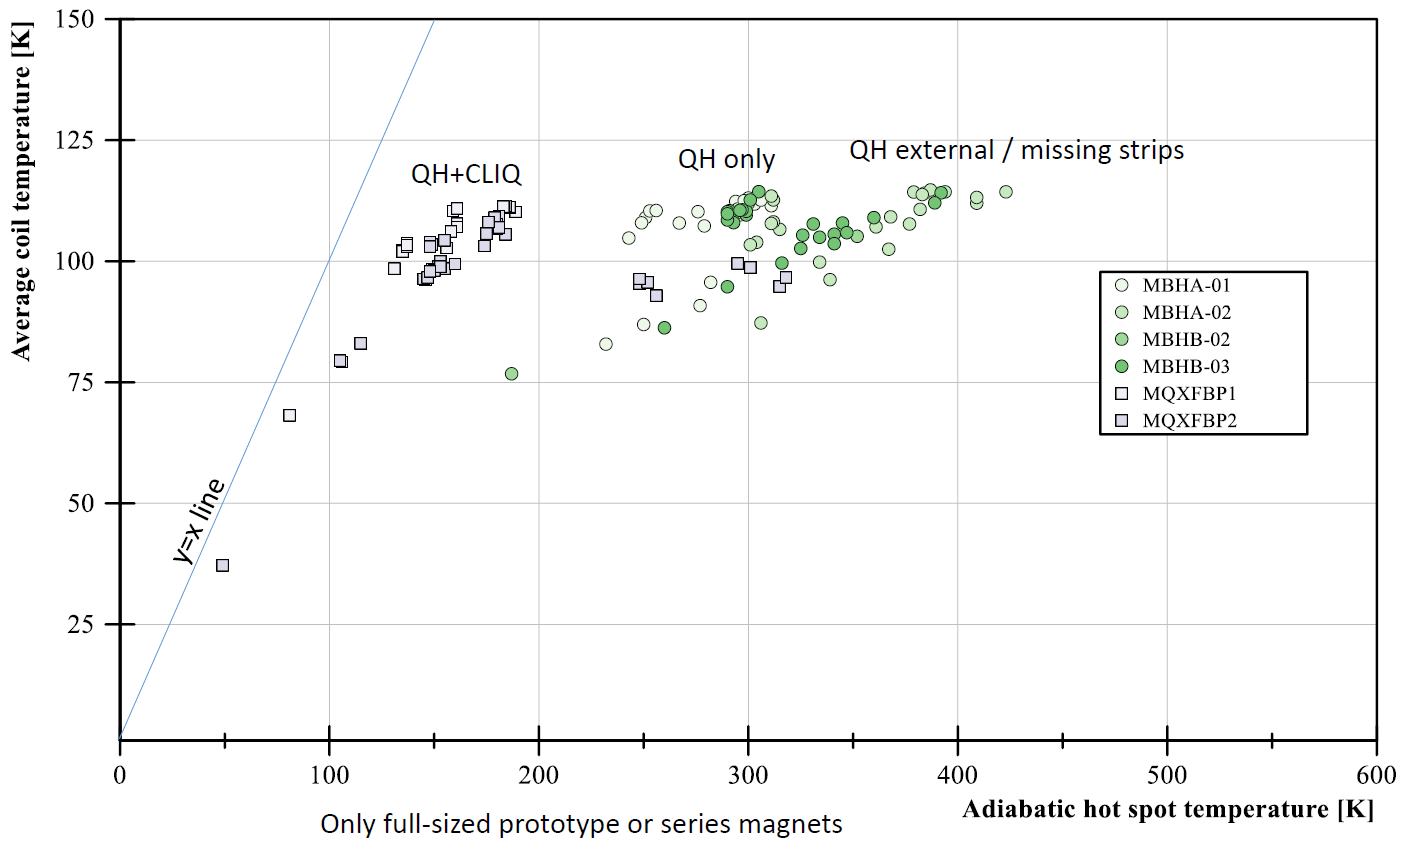 150
125
100
75
50
25
Average coil temperature [K]
QH+CLIQ
QH only
QH external / missing strips
y=x line
MBHA-01
MBHA-02
MBHB-02
MBHB-03
MQXFBP1
MQXFBP2
0 100 200 300 400 500 600
Adiabatic hot spot temperature [K]
Only full-sized prototype or series magnets